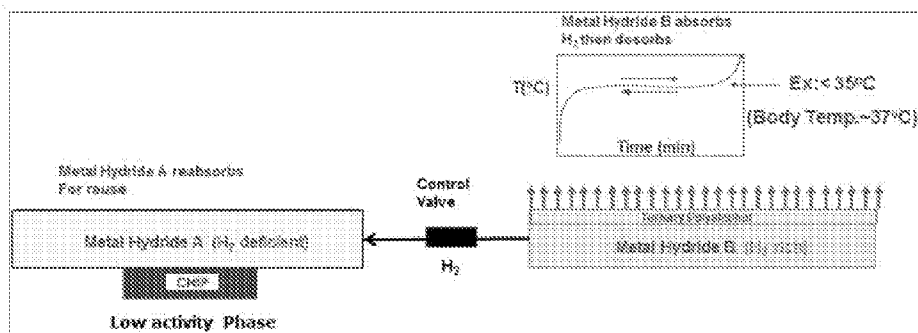 Metal Hydride B absorbs
H₂ then desorbs
T(°C)
Ex: < 35°C
(Body Temp.~37°C)
Time (min)
Metal Hydride A reabsorbs
For reuse
Control
Valve
Metal Hydride A (H₂ deficient)
H₂
Metal Hydride B (H₂ rich)
CHIP
Low activity Phase